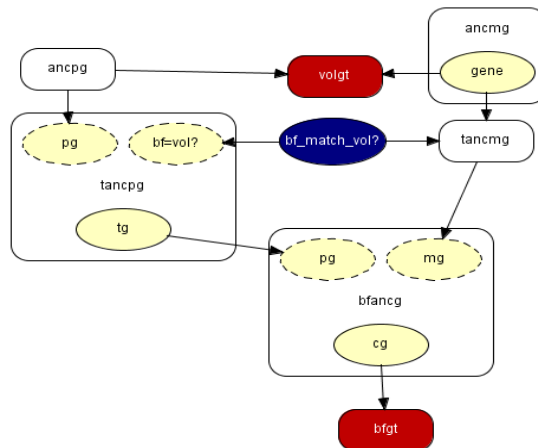 ancmg
ancpg
volgt
gene
pg
bf=vol?
bf_match_vol?
tancmg
tancpg
tg
pg
mg
bfancg
cg
bfgt